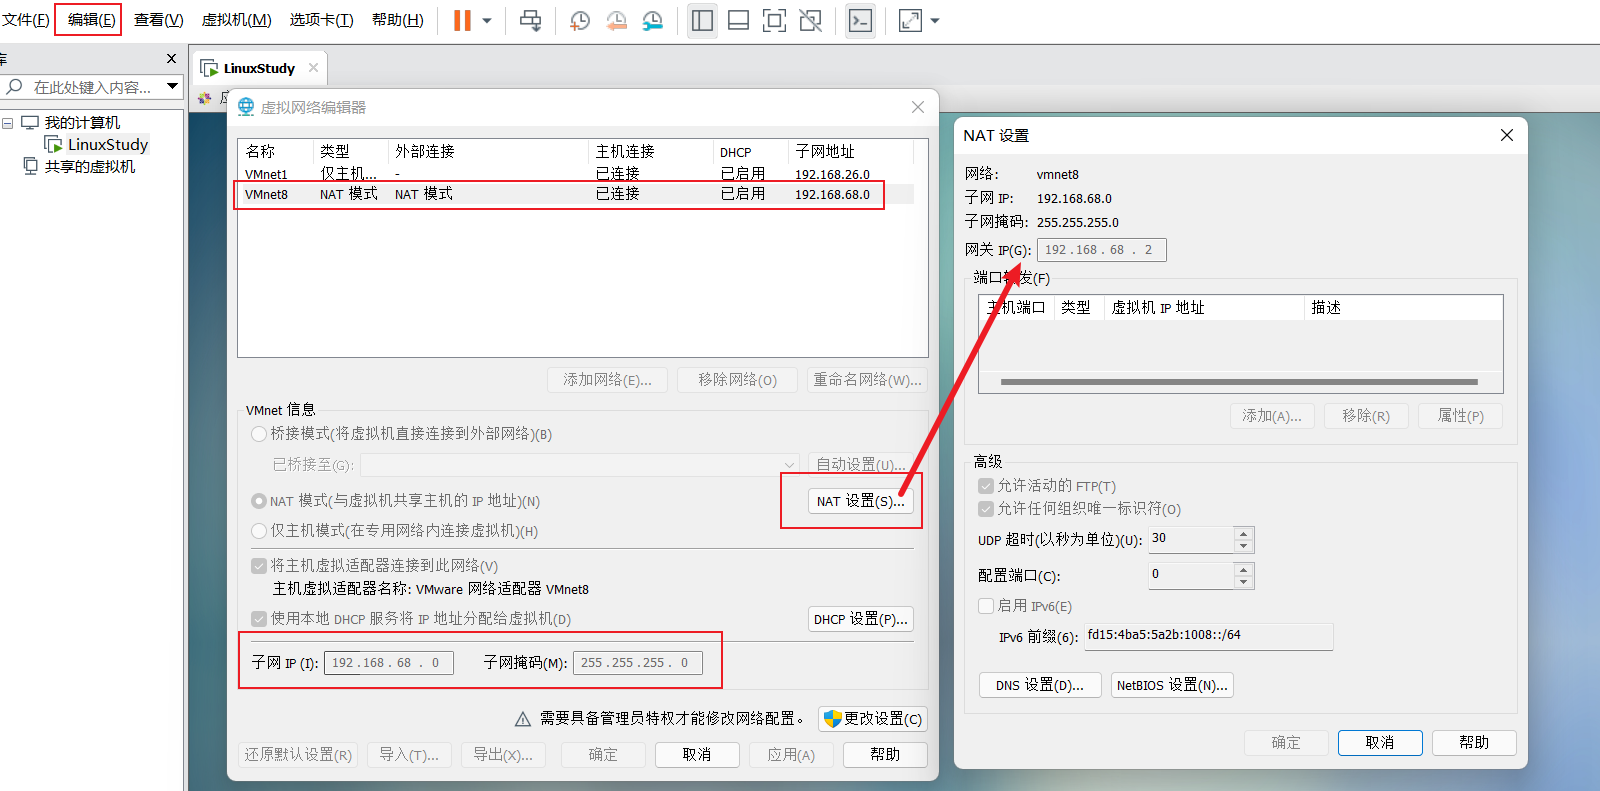 文件(F) 编辑(E) 查看(V) 虚拟机(M) 选项卡(T) 帮助(H)
库
在此处键入内容...
我的计算机
LinuxStudy
共享的虚拟机
LinuxStudy
虚拟网络编辑器
名称 类型 外部连接 主机连接 DHCP 子网地址
VMnet1 仅主机... - 已连接 已启用 192.168.26.0
VMnet8 NAT 模式 NAT 模式 已连接 已启用 192.168.68.0
添加网络(E)... 移除网络(O) 重命名网络(W)...
VMnet 信息
桥接模式(将虚拟机直接连接到外部网络)(B)
已桥接至(G): 自动设置(U)...
NAT 模式(与虚拟机共享主机的 IP 地址)(N) NAT 设置(S)...
仅主机模式(在专用网络内连接虚拟机)(H)
将主机虚拟适配器连接到此网络(V)
主机虚拟适配器名称: VMware 网络适配器 VMnet8
使用本地 DHCP 服务将 IP 地址分配给虚拟机(D) DHCP 设置(P)...
子网 IP (I): 192.168.68.0 子网掩码(M): 255.255.255.0
需要具备管理员特权才能修改网络配置。 更改设置(C)
还原默认设置(R) 导入(T)... 导出(X)... 确定 取消 应用(A) 帮助
NAT 设置
网络: vmnet8
子网 IP: 192.168.68.0
子网掩码: 255.255.255.0
网关 IP(G): 192.168.68.2
端口转发(F)
主机端口 类型 虚拟机 IP 地址 描述
添加(A)... 移除(R) 属性(P)
高级
允许活动的 FTP(T)
允许任何组织唯一标识符(O)
UDP 超时(以秒为单位)(U): 30
配置端口(C): 0
启用 IPv6(E)
IPv6 前缀(6): fd15:4ba5:5a2b:1008::/64
DNS 设置(D)... NetBIOS 设置(N)...
确定 取消 帮助